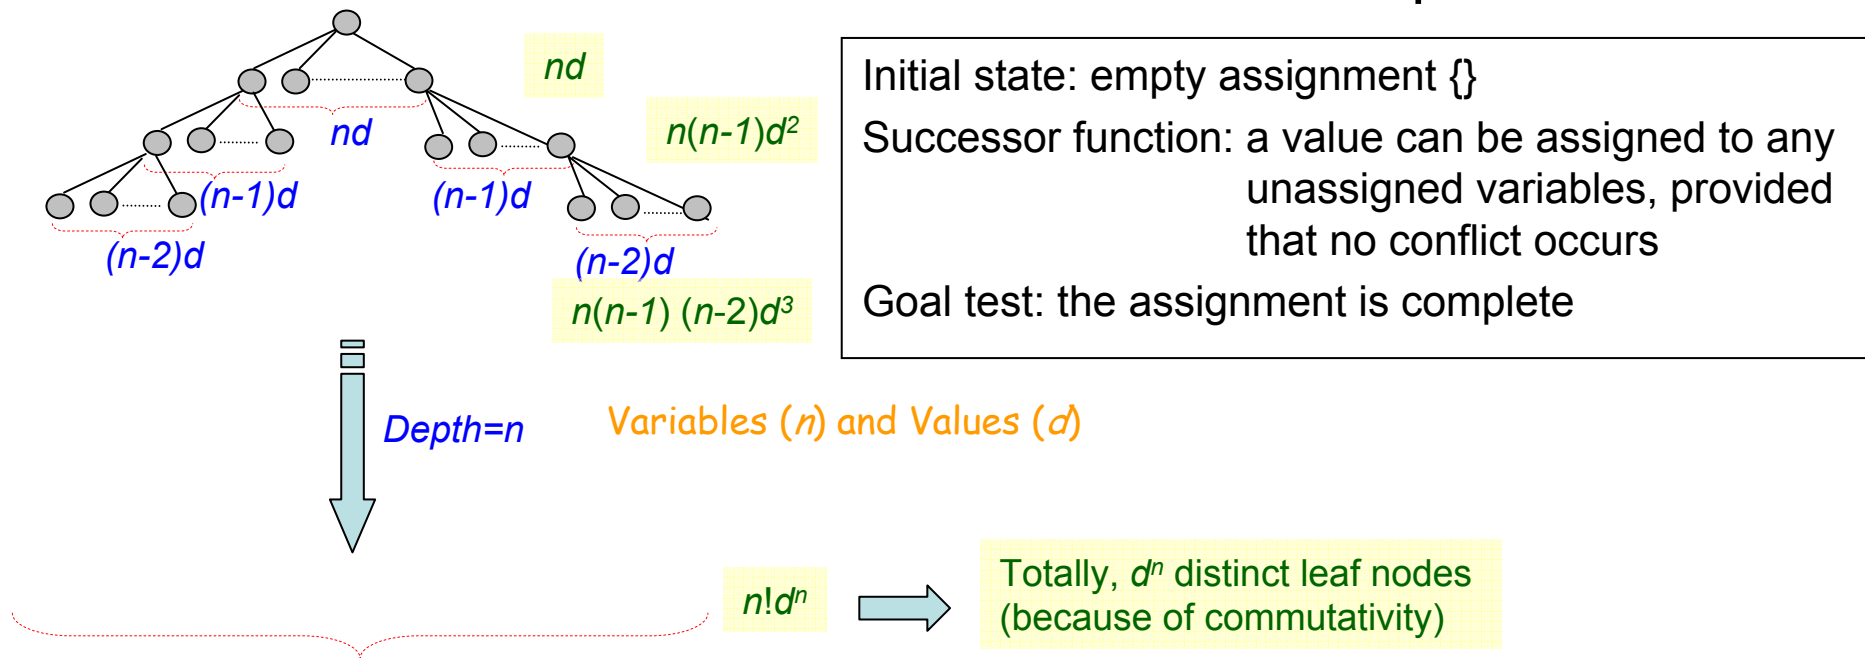 nd
Initial state: empty assignment {}
nd
n(n-1)d²
Successor function: a value can be assigned to any
unassigned variables, provided
that no conflict occurs
(n-1)d
(n-1)d
(n-2)d
(n-2)d
n(n-1) (n-2)d³
Goal test: the assignment is complete
Depth=n
Variables (n) and Values (d)
n!dⁿ
Totally, dⁿ distinct leaf nodes
(because of commutativity)